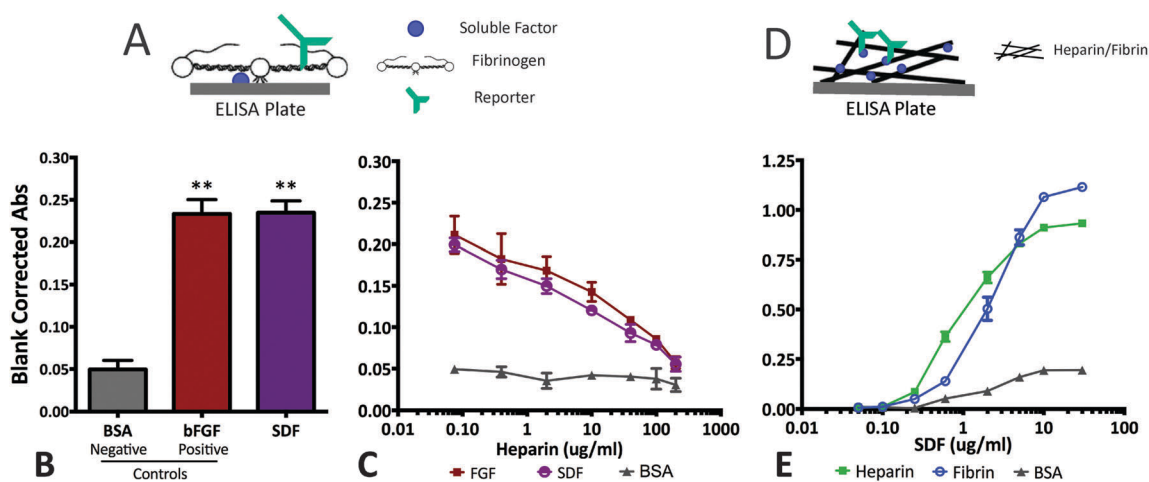 A
Soluble Factor
Fibrinogen
Reporter
ELISA Plate
D
Heparin/Fibrin
ELISA Plate
Blank Corrected Abs
0.30
0.25
0.20
0.15
0.10
0.05
0.00
** **
BSA bFGF SDF
Negative Positive
Controls
B
0.30
0.25
0.20
0.15
0.10
0.05
0.00
0.01 0.10 1 10 100 1000
Heparin (ug/ml)
C
FGF SDF BSA
1.25
1.00
0.75
0.50
0.25
0.00
0.01 0.10 1 10 100
SDF (ug/ml)
E
Heparin Fibrin BSA